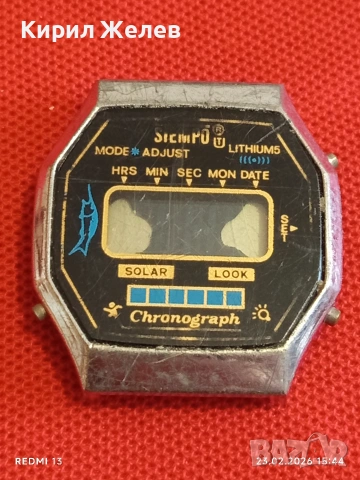 Кирил Желев
SIEMPO ®
MODE * ADJUST LITHIUM5
HRS MIN SEC MON DATE
SET
SOLAR LOOK
Chronograph
REDMI 13
23.02.2026 15:44
BAZAR